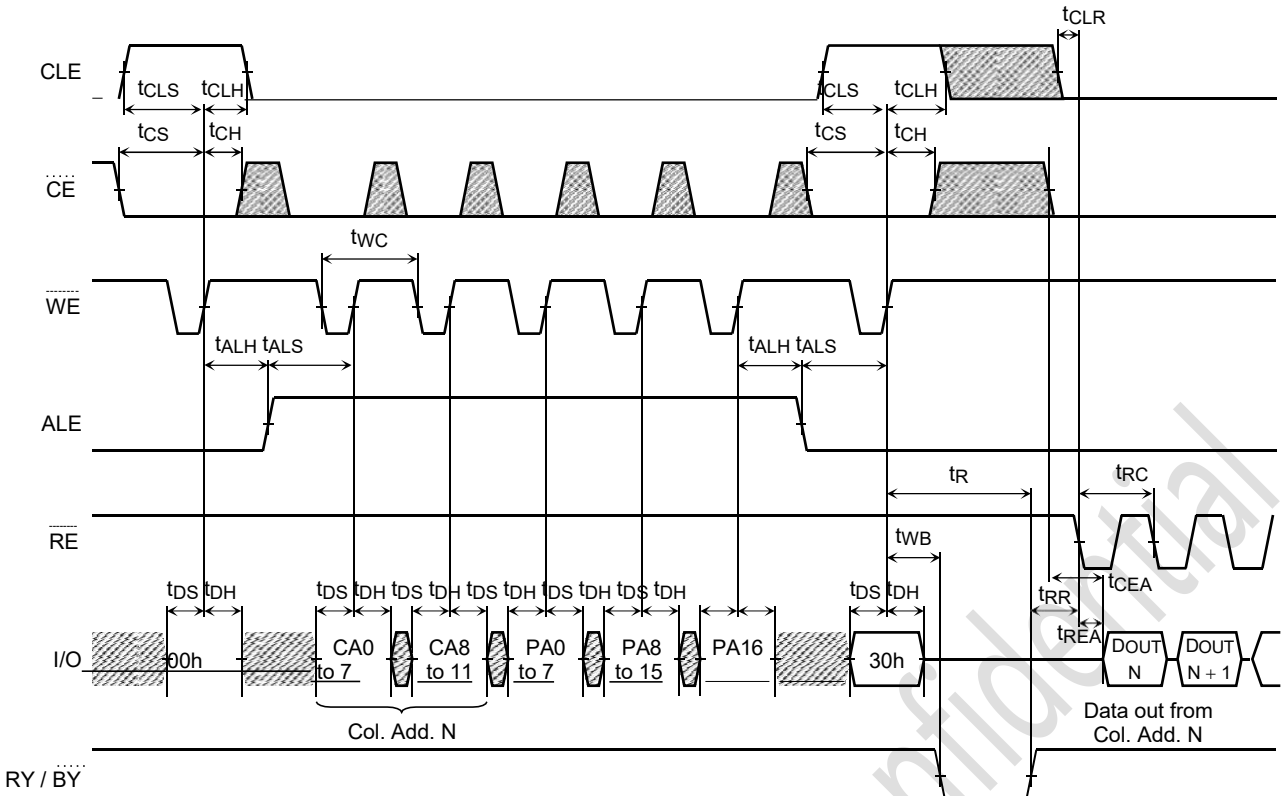 tCLR
CLE
tCLS tCLH
tCLS tCLH
tCS tCH
tCS tCH
CE
tWC
WE
tALH tALS
tALH tALS
ALE
tR
tRC
RE
tWB
tCEA
tDS tDH
tDS tDH tDS tDH tDS tDH tDS tDH tDS tDH
tDS tDH
tRR
tREA
I/O
00h
CA0
to 7
CA8
to 11
PA0
to 7
PA8
to 15
PA16
30h
DOUT
N
DOUT
N + 1
Col. Add. N
Data out from
Col. Add. N
RY / BY
nfidential